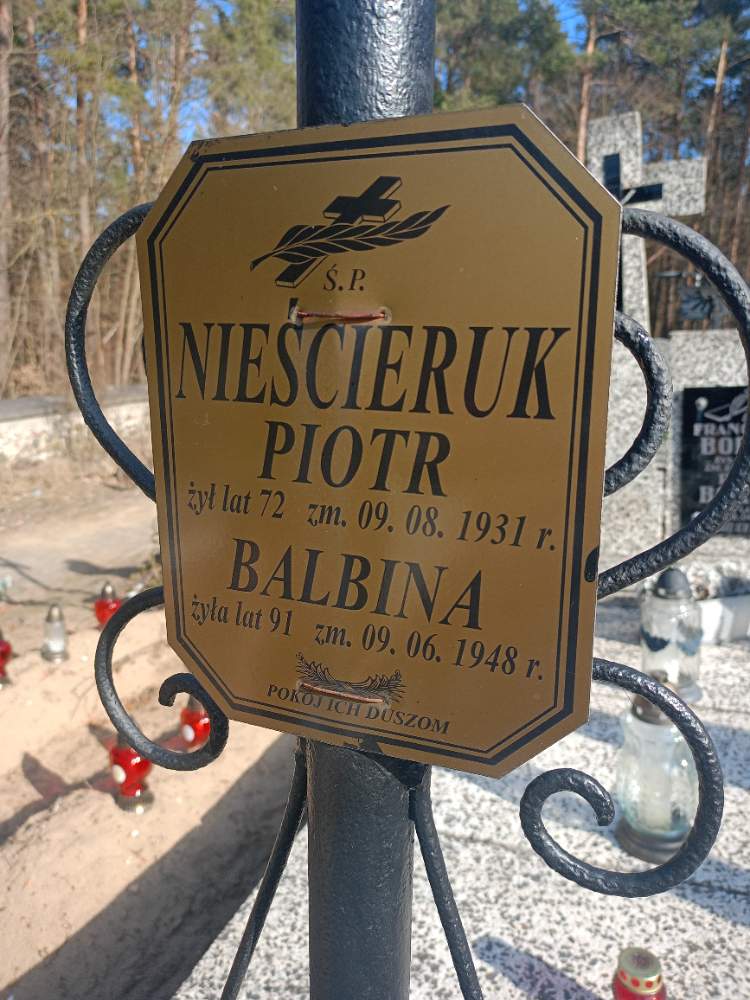 Ś.P.
NIEŚCIERUK
PIOTR
żył lat 72 zm. 09. 08. 1931 r.
BALBINA
żyła lat 91 zm. 09. 06. 1948 r.
POKÓJ ICH DUSZOM